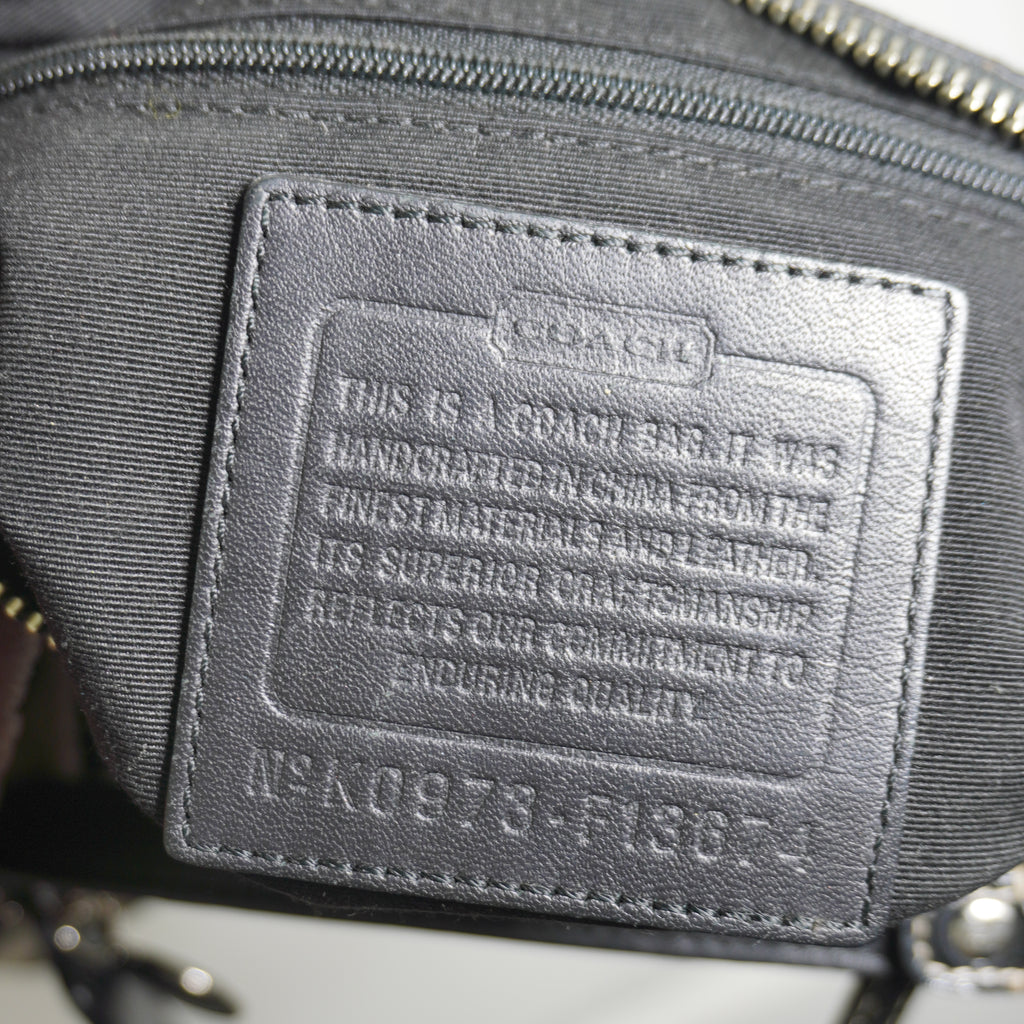 COACH
THIS IS A COACH BAG. IT WAS
HANDCRAFTED IN CHINA FROM THE
FINEST MATERIALS AND LEATHER.
ITS SUPERIOR CRAFTSMANSHIP
REFLECTS OUR COMMITMENT TO
ENDURING QUALITY.
Nº K0973-F13674